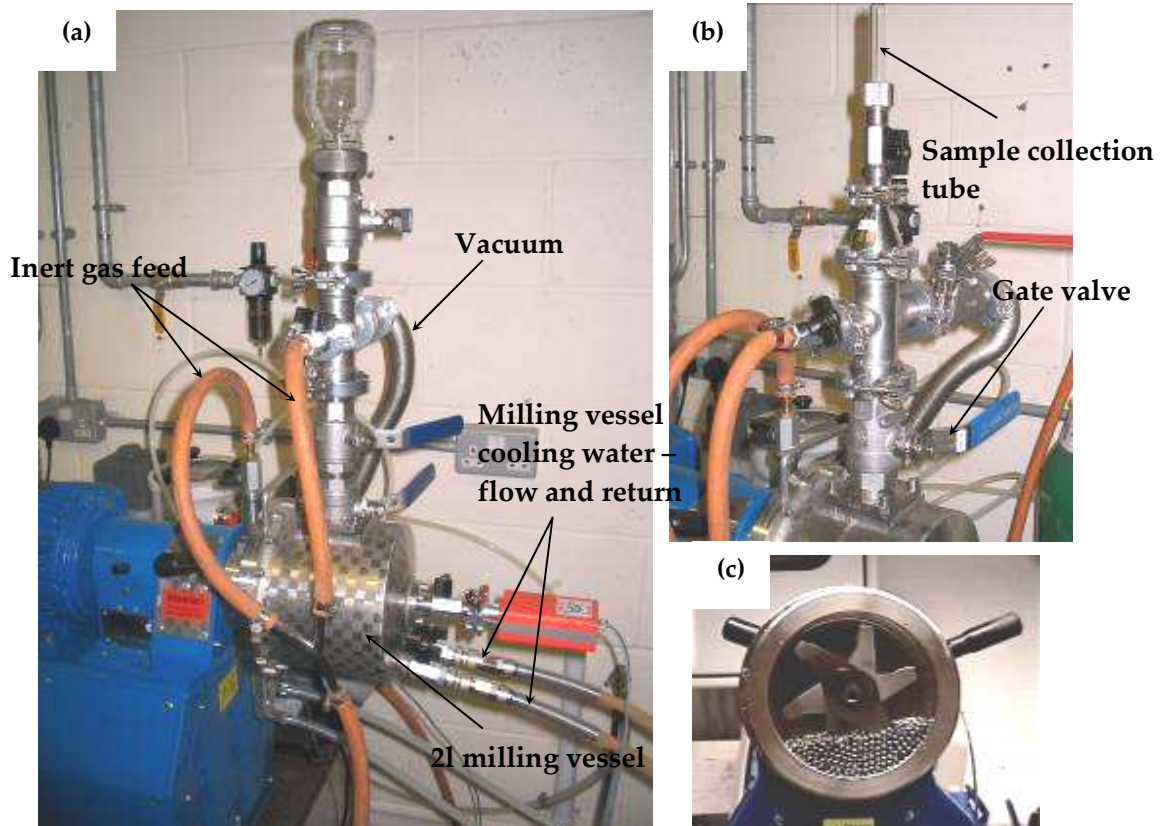 (a)
Inert gas feed
Vacuum
Milling vessel
cooling water –
flow and return
2l milling vessel
(b)
Sample collection
tube
Gate valve
(c)